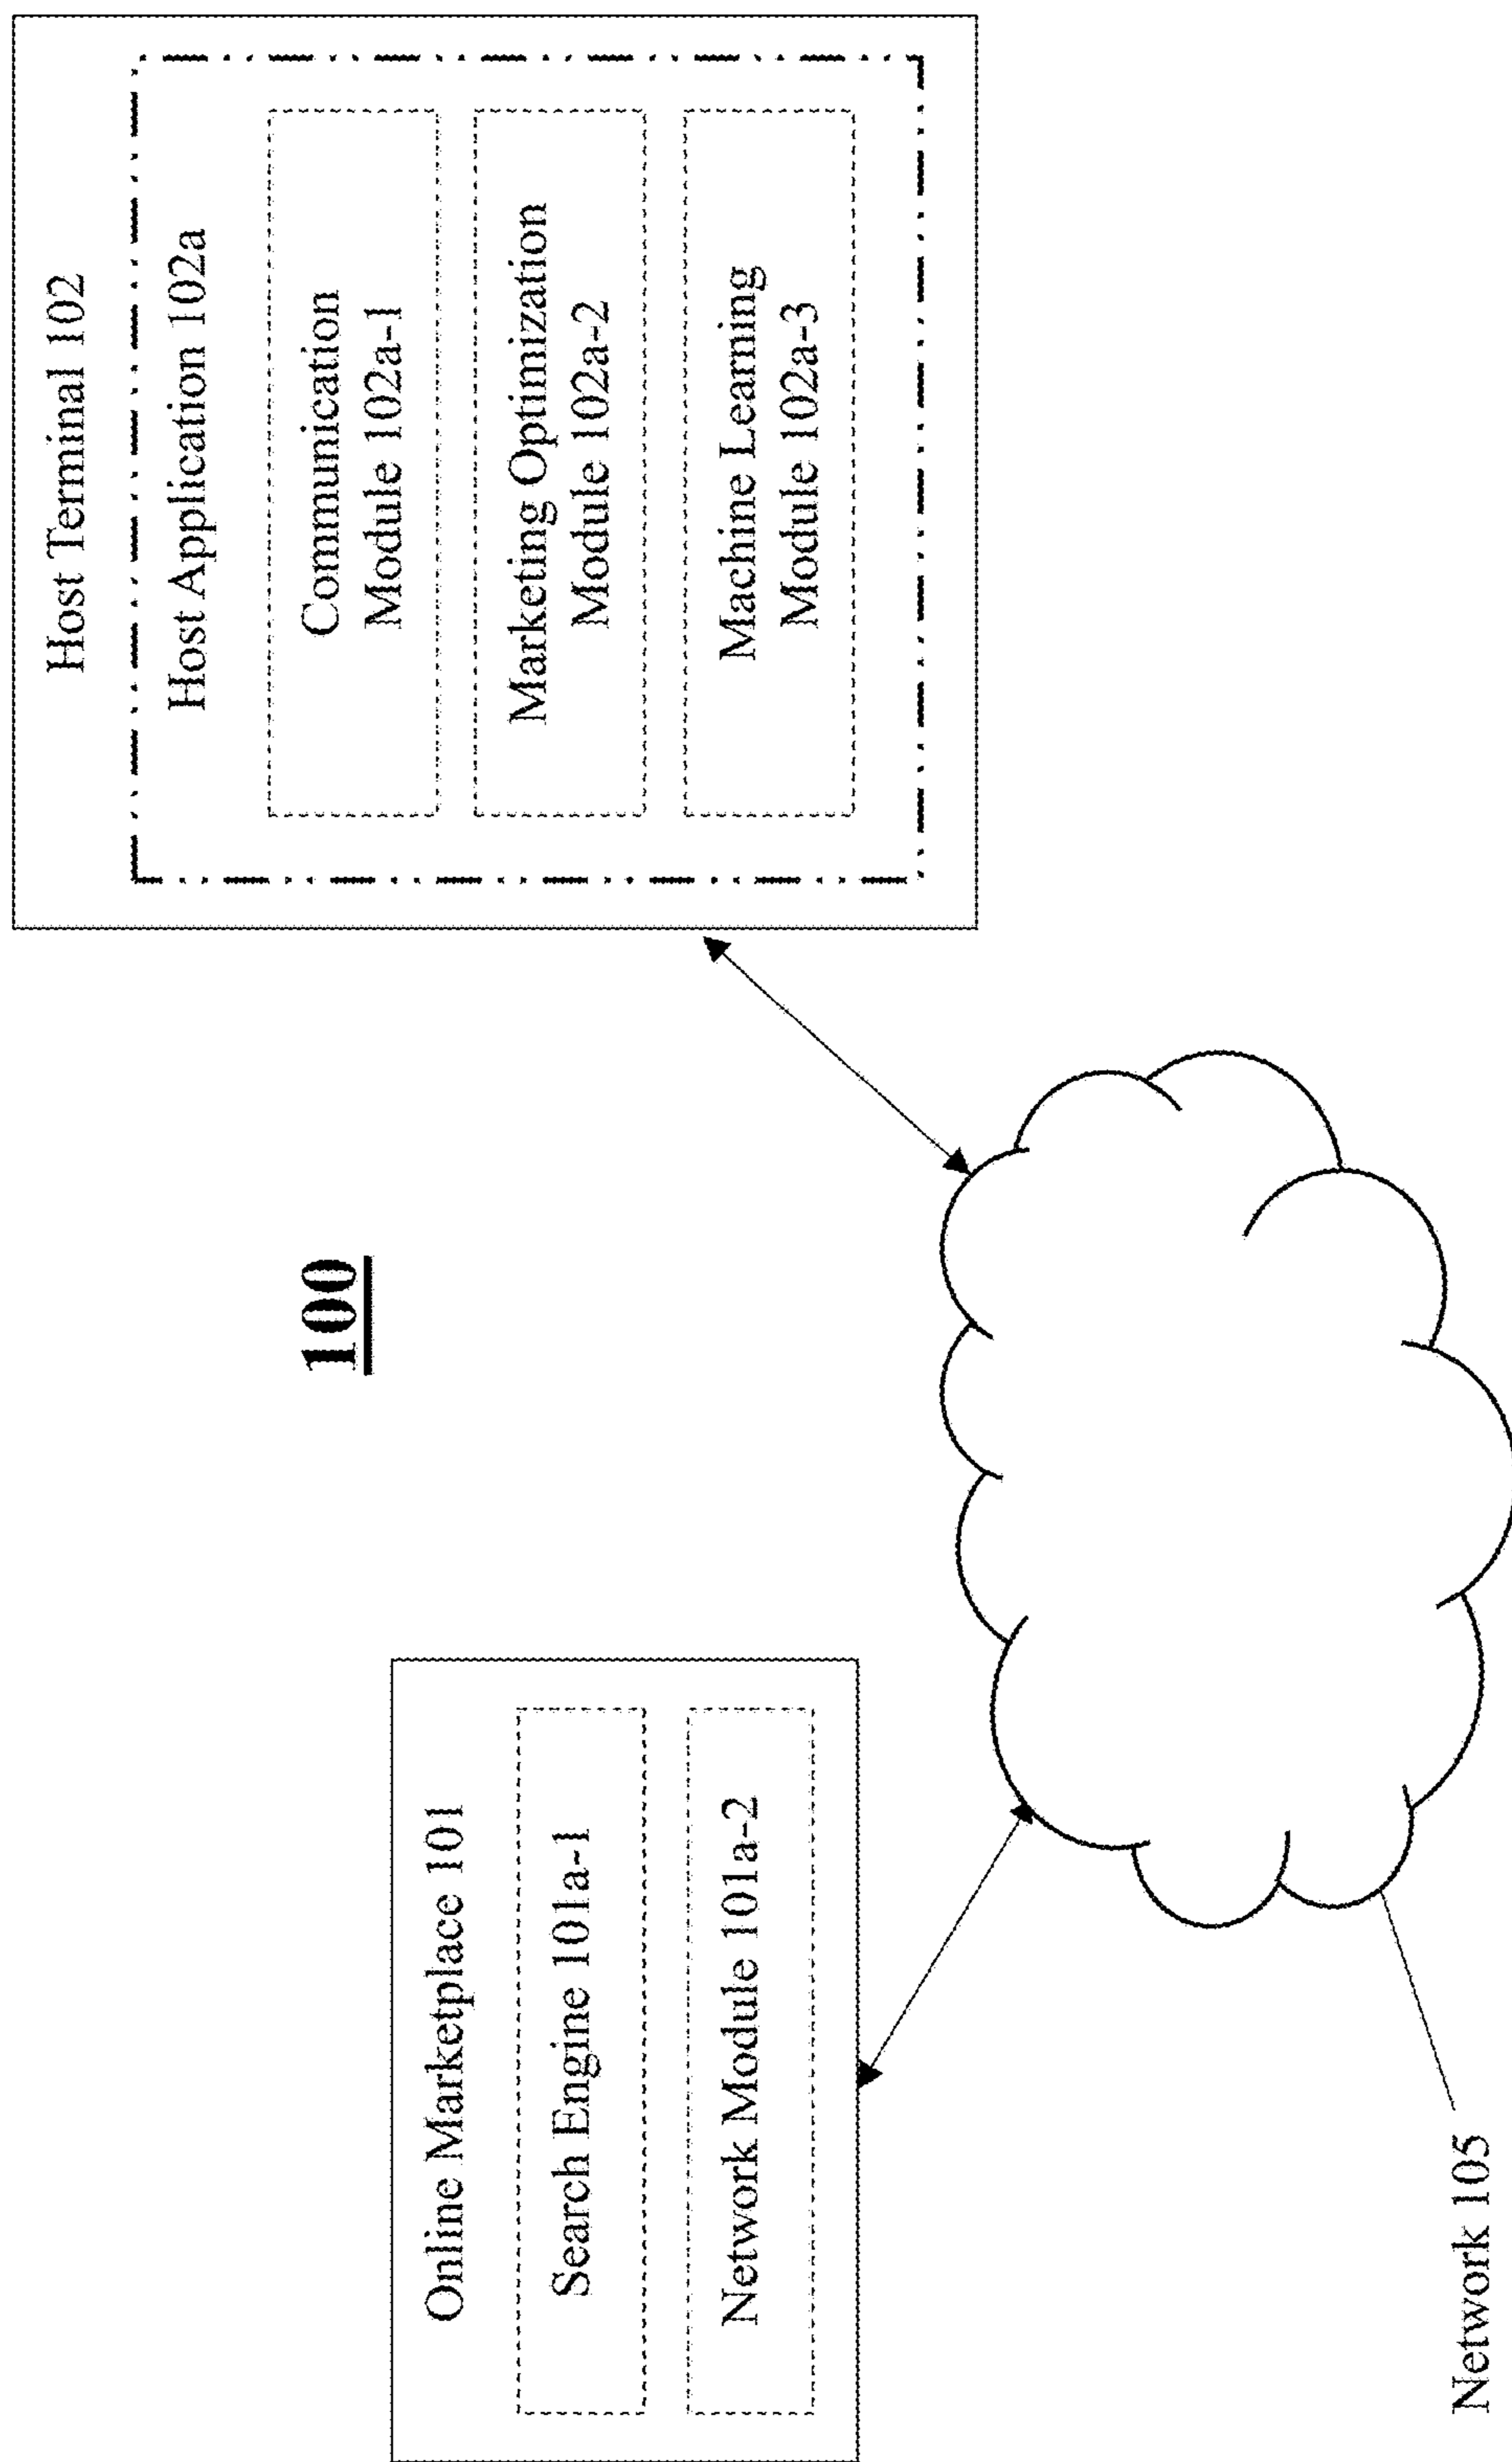 100
Online Marketplace 101
Search Engine 101a-1
Network Module 101a-2
Host Terminal 102
Host Application 102a
Communication
Module 102a-1
Marketing Optimization
Module 102a-2
Machine Learning
Module 102a-3
Network 105